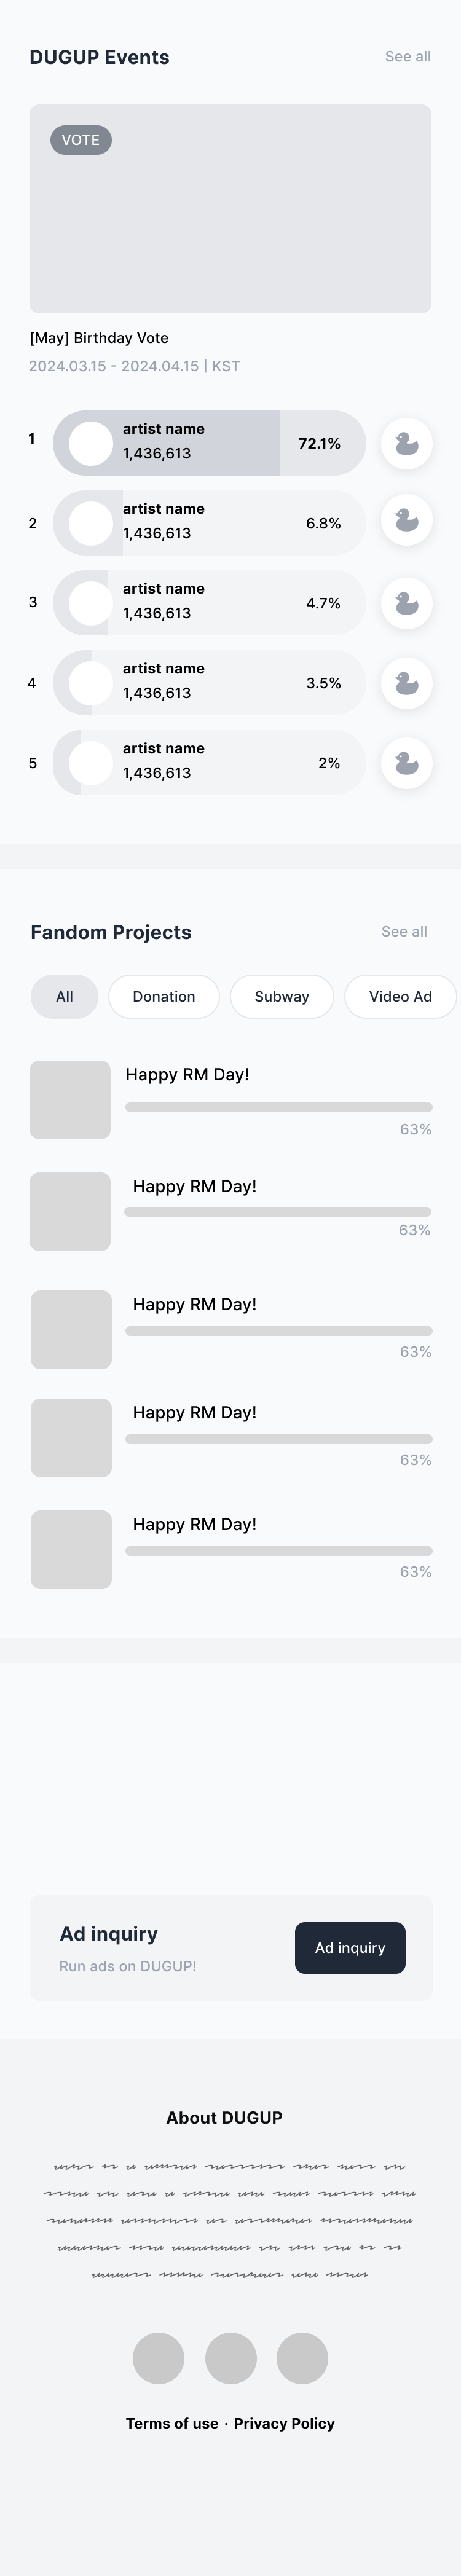 DUGUP Events
See all
VOTE
[May] Birthday Vote
2024.03.15 - 2024.04.15 | KST
1
artist name
1,436,613
72.1%
2
artist name
1,436,613
6.8%
3
artist name
1,436,613
4.7%
4
artist name
1,436,613
3.5%
5
artist name
1,436,613
2%
Fandom Projects
See all
All
Donation
Subway
Video Ad
Happy RM Day!
63%
Happy RM Day!
63%
Happy RM Day!
63%
Happy RM Day!
63%
Happy RM Day!
63%
Ad inquiry
Run ads on DUGUP!
Ad inquiry
About DUGUP
Terms of use · Privacy Policy